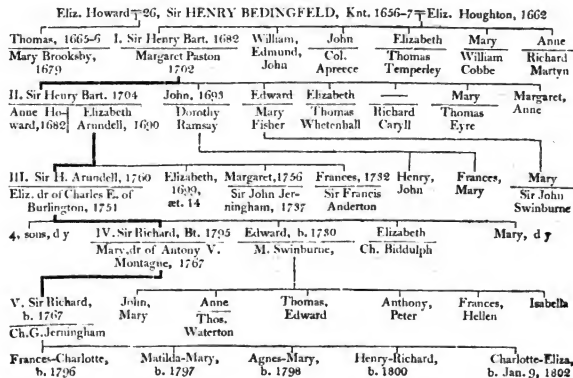 Eliz. Howard=26, Sir HENRY BEDINGFELD, Knt. 1656-7=Eliz. Houghton, 1662
Thomas, 1665-6 I. Sir Henry Bart. 1682 William, John Elizabeth Mary Anne
Mary Brooksby, Margaret Paston Edmund, Col. Thomas William Richard
1679 1702 John Apreece Temperley Cobbe Martyn
II. Sir Henry Bart. 1704 John, 1693 Edward Elizabeth —— Mary Margaret,
Anne Ho- Elizabeth Dorothy Mary Thomas Richard Thomas Anne
ward, 1682 Arundell, 1690 Ramsay Fisher Whetenhall Caryll Eyre
III. Sir H. Arundell, 1760 Elizabeth, Margaret, 1756 Frances, 1732 Henry, Frances, Mary
Eliz. dr of Charles E. of 1699, Sir John Jer- Sir Francis John Mary Sir John
Burlington, 1751 æt. 14 ningham, 1737 Anderton Swinburne
4, sons, d y IV. Sir Richard, Bt. 1795 Edward, b. 1730 Elizabeth Mary, d y
Mary, dr of Antony V. M. Swinburne, Ch. Biddulph
Montagne, 1767
V. Sir Richard, John, Anne Thomas, Anthony, Frances, Isabella
b. 1767 Mary Thos. Edward Peter Hellen
Ch. G. Jerningham Waterton
Frances-Charlotte, Matilda-Mary, Agnes-Mary, Henry-Richard, Charlotte-Eliza,
b. 1796 b. 1797 b. 1798 b. 1800 b. Jan. 9, 1802